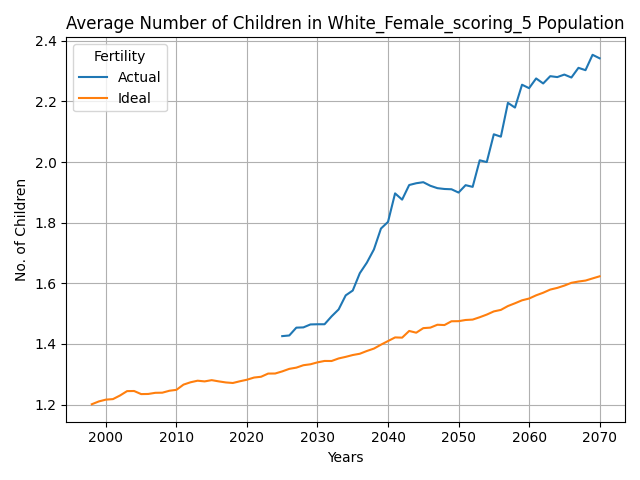 Average Number of Children in White_Female_scoring_5 Population
Fertility
Actual
Ideal
No. of Children
2.4
2.2
2.0
1.8
1.6
1.4
1.2
2000 2010 2020 2030 2040 2050 2060 2070
Years